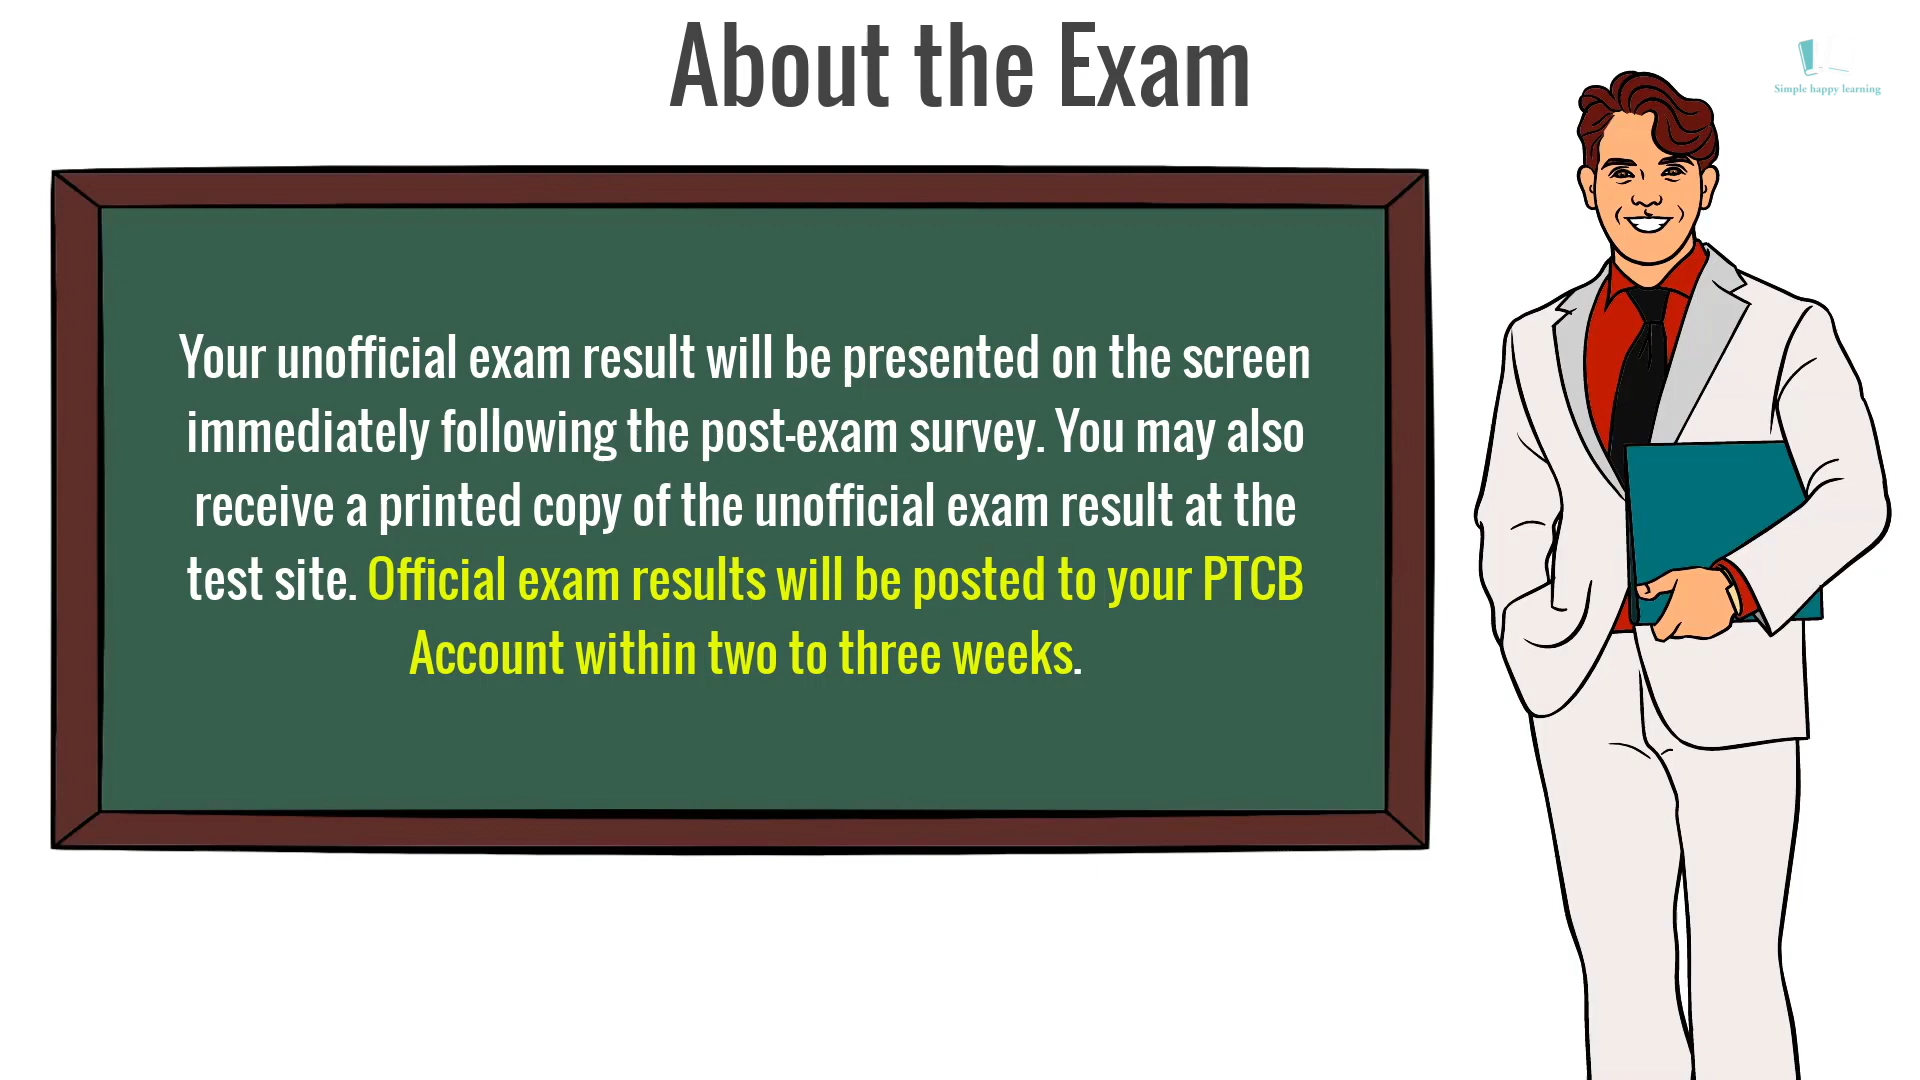 About the Exam
Simple happy learning
Your unofficial exam result will be presented on the screen
immediately following the post-exam survey. You may also
receive a printed copy of the unofficial exam result at the
test site. Official exam results will be posted to your PTCB
Account within two to three weeks.